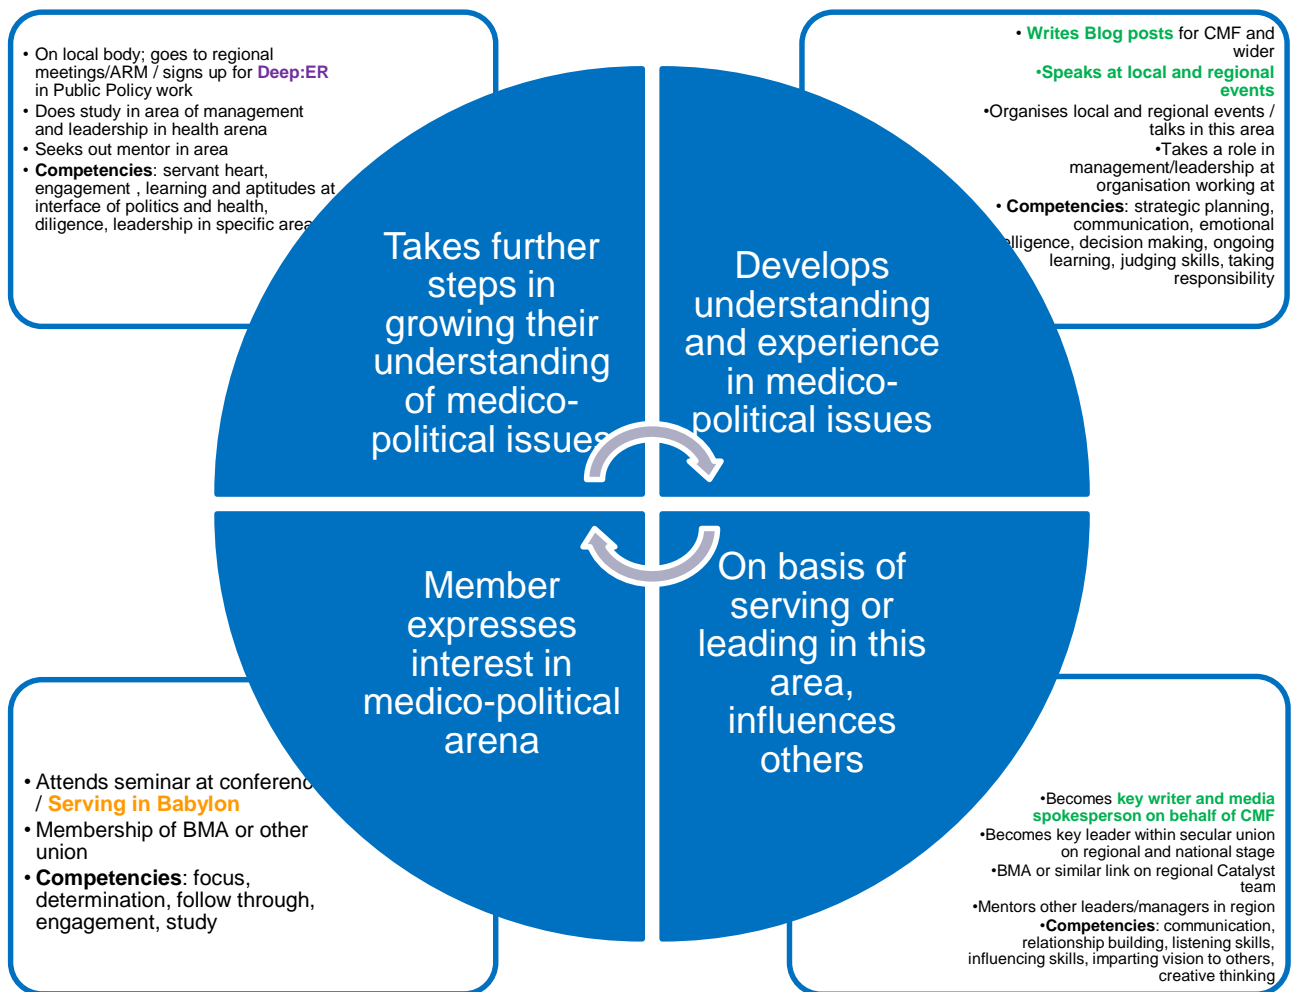 • On local body; goes to regional
meetings/ARM / signs up for Deep:ER
in Public Policy work
• Does study in area of management
and leadership in health arena
• Seeks out mentor in area
• Competencies: servant heart,
engagement , learning and aptitudes at
interface of politics and health,
diligence, leadership in specific area
• Writes Blog posts for CMF and
wider
•Speaks at local and regional
events
•Organises local and regional events /
talks in this area
•Takes a role in
management/leadership at
organisation working at
• Competencies: strategic planning,
communication, emotional
elligence, decision making, ongoing
learning, judging skills, taking
responsibility
Takes further
steps in
growing their
understanding
of medico-
political issues
Develops
understanding
and experience
in medico-
political issues
Member
expresses
interest in
medico-political
arena
On basis of
serving or
leading in this
area,
influences
others
• Attends seminar at conferenc
/ Serving in Babylon
• Membership of BMA or other
union
• Competencies: focus,
determination, follow through,
engagement, study
•Becomes key writer and media
spokesperson on behalf of CMF
•Becomes key leader within secular union
on regional and national stage
•BMA or similar link on regional Catalyst
team
•Mentors other leaders/managers in region
•Competencies: communication,
relationship building, listening skills,
influencing skills, imparting vision to others,
creative thinking